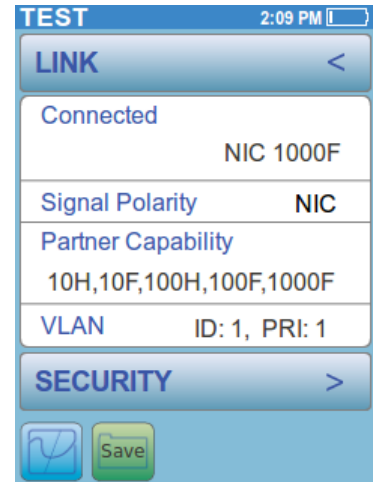 TEST 2:09 PM
LINK <
Connected
NIC 1000F
Signal Polarity NIC
Partner Capability
10H,10F,100H,100F,1000F
VLAN ID: 1, PRI: 1
SECURITY >
Save